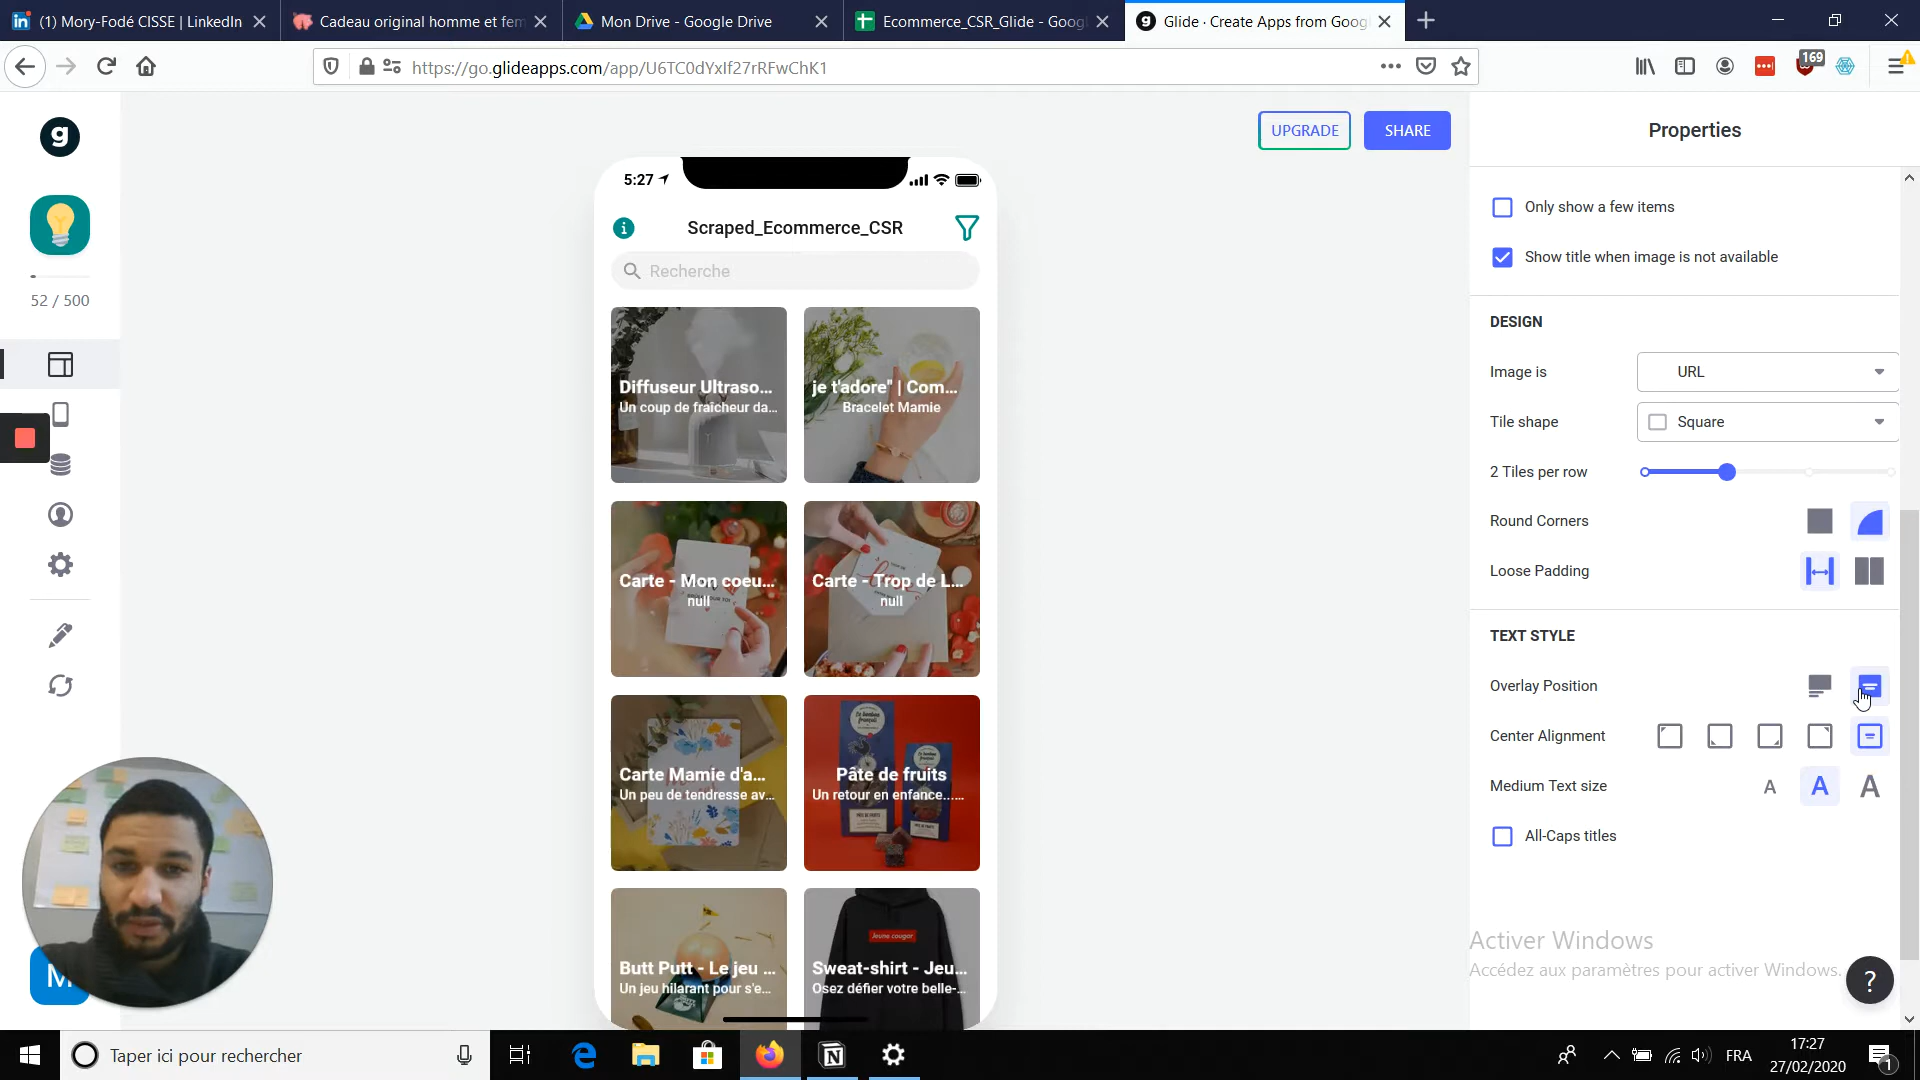 (1) Mory-Fodé CISSE | LinkedIn
Cadeau original homme et fem
Mon Drive - Google Drive
Ecommerce_CSR_Glide - Goog
Glide · Create Apps from Goog
https://go.glideapps.com/app/U6TC0dYxIf27rRFwChK1
169
g
52 / 500
UPGRADE
SHARE
5:27
Scraped_Ecommerce_CSR
Recherche
Diffuseur Ultraso...
Un coup de fraîcheur da...
je t'adore" | Com...
Bracelet Mamie
Carte - Mon coeu...
null
Carte - Trop de L...
null
Carte Mamie d'a...
Un peu de tendresse av...
Pâte de fruits
Un retour en enfance......
Butt Putt - Le jeu ...
Un jeu hilarant pour s'e...
Jeune cougar
Sweat-shirt - Jeu...
Osez défier votre belle-...
Properties
Only show a few items
Show title when image is not available
DESIGN
Image is
URL
Tile shape
Square
2 Tiles per row
Round Corners
Loose Padding
TEXT STYLE
Overlay Position
Center Alignment
Medium Text size
A A A
All-Caps titles
Activer Windows
Accédez aux paramètres pour activer Windows.
?
M
Taper ici pour rechercher
FRA
17:27
27/02/2020
1